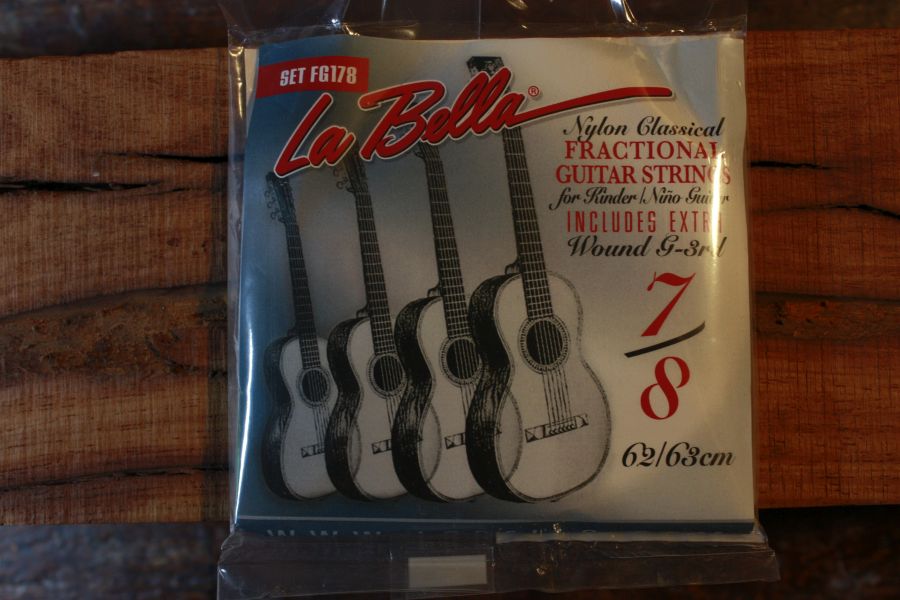 SET FG178
La Bella®
Nylon Classical
FRACTIONAL
GUITAR STRINGS
for Kinder/Niño Guitar
INCLUDES EXTRA
Wound G-3rd
7/8
62/63cm